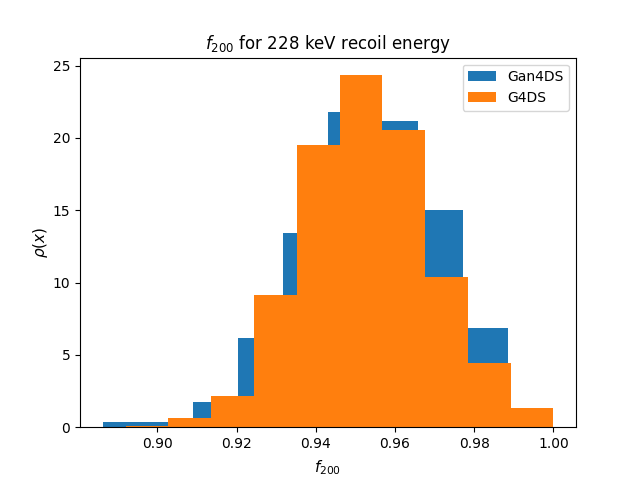 f₂₀₀ for 228 keV recoil energy
Gan4DS
G4DS
ρ(x)
25
20
15
10
5
0
0.90 0.92 0.94 0.96 0.98 1.00
f₂₀₀